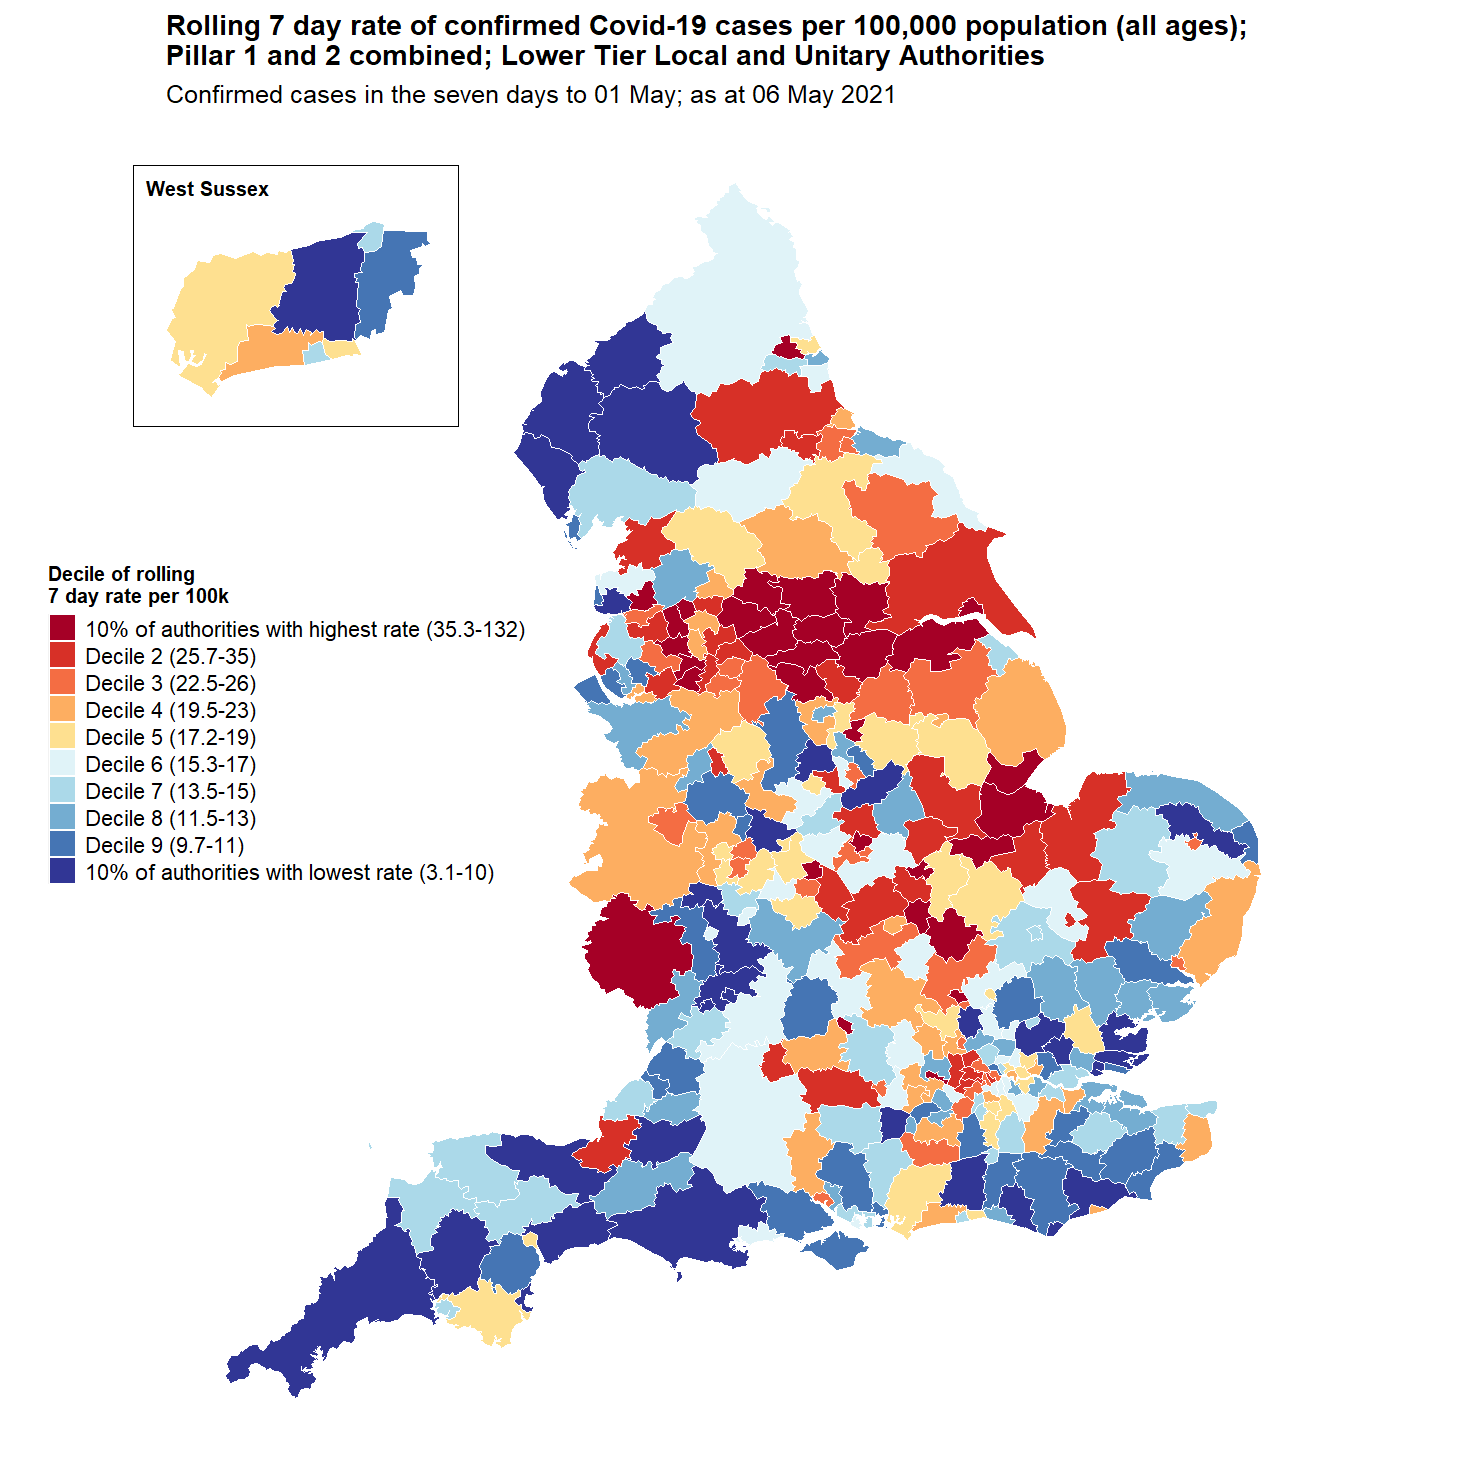 Rolling 7 day rate of confirmed Covid-19 cases per 100,000 population (all ages);
Pillar 1 and 2 combined; Lower Tier Local and Unitary Authorities
Confirmed cases in the seven days to 01 May; as at 06 May 2021
West Sussex
Decile of rolling
7 day rate per 100k
10% of authorities with highest rate (35.3-132)
Decile 2 (25.7-35)
Decile 3 (22.5-26)
Decile 4 (19.5-23)
Decile 5 (17.2-19)
Decile 6 (15.3-17)
Decile 7 (13.5-15)
Decile 8 (11.5-13)
Decile 9 (9.7-11)
10% of authorities with lowest rate (3.1-10)